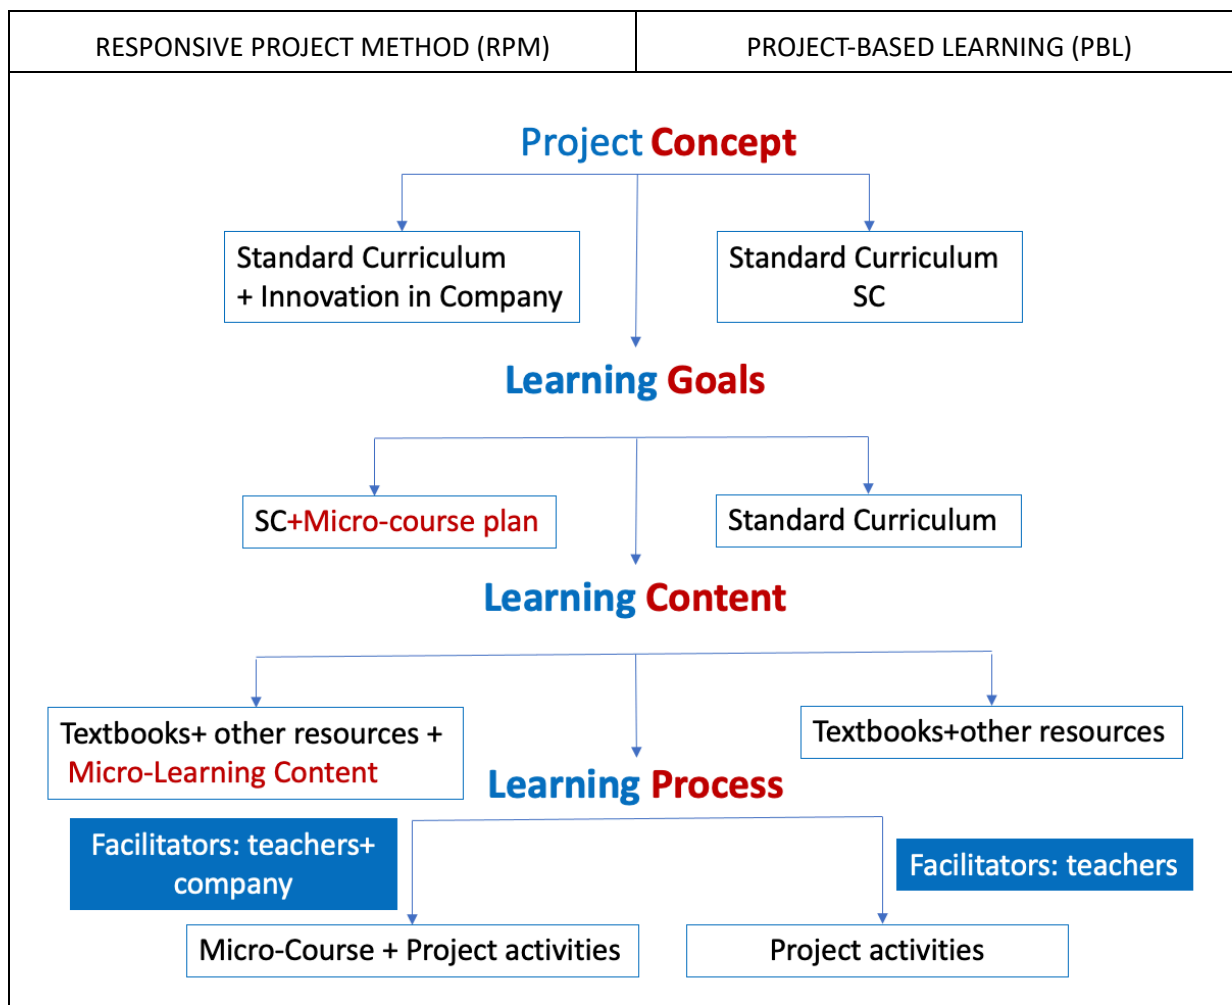 RESPONSIVE PROJECT METHOD (RPM)
PROJECT-BASED LEARNING (PBL)
Project Concept
Standard Curriculum
+ Innovation in Company
Standard Curriculum
SC
Learning Goals
SC+Micro-course plan
Standard Curriculum
Learning Content
Textbooks+ other resources +
Micro-Learning Content
Textbooks+other resources
Learning Process
Facilitators: teachers+
company
Facilitators: teachers
Micro-Course + Project activities
Project activities